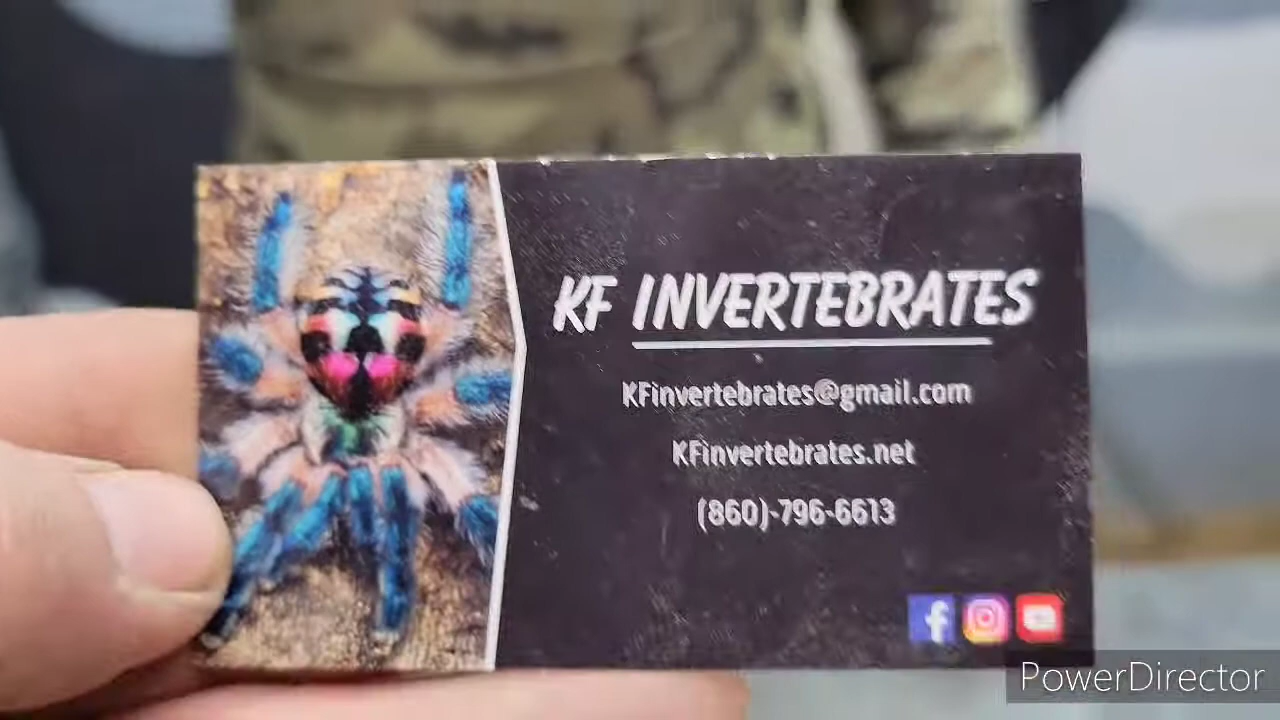 KF INVERTEBRATES
KFinvertebrates@gmail.com
KFinvertebrates.net
(860)-796-6613
PowerDirector